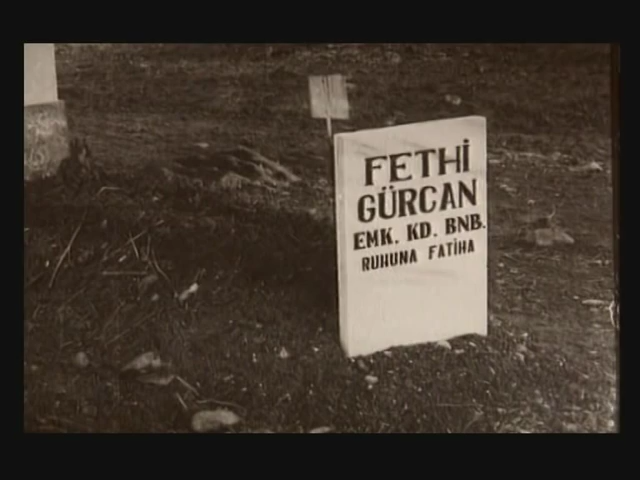 FETHİ
GÜRCAN
EMK. KD. BNB.
RUHUNA FATİHA